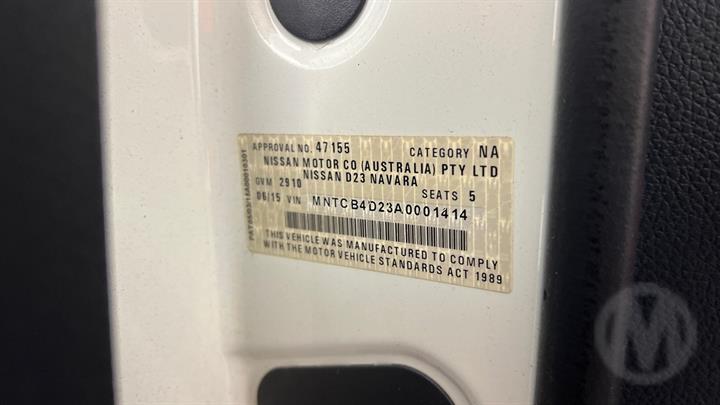 APPROVAL NO. 47155 CATEGORY NA
NISSAN MOTOR CO (AUSTRALIA) PTY LTD
NISSAN D23 NAVARA
GVM 2910 SEATS 5
06/15 VIN MNTCB4D23A0001414
THIS VEHICLE WAS MANUFACTURED TO COMPLY
WITH THE MOTOR VEHICLE STANDARDS ACT 1989
M